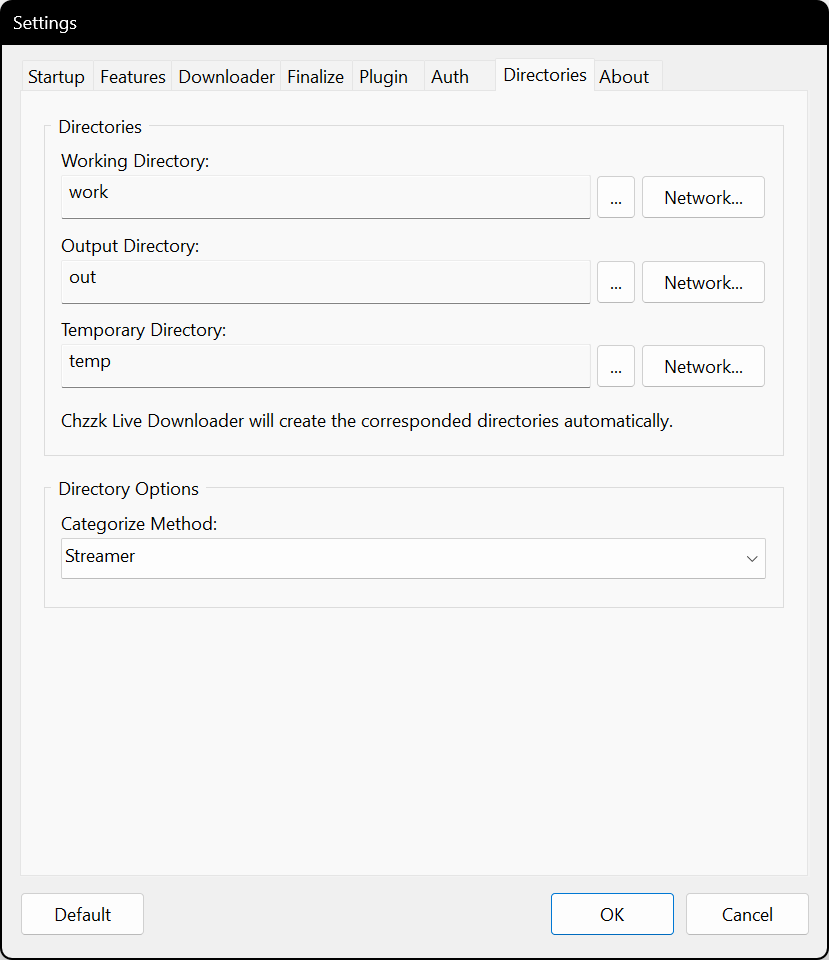 Settings
Startup Features Downloader Finalize Plugin Auth Directories About
Directories
Working Directory:
work ... Network...
Output Directory:
out ... Network...
Temporary Directory:
temp ... Network...
Chzzk Live Downloader will create the corresponded directories automatically.
Directory Options
Categorize Method:
Streamer
Default OK Cancel